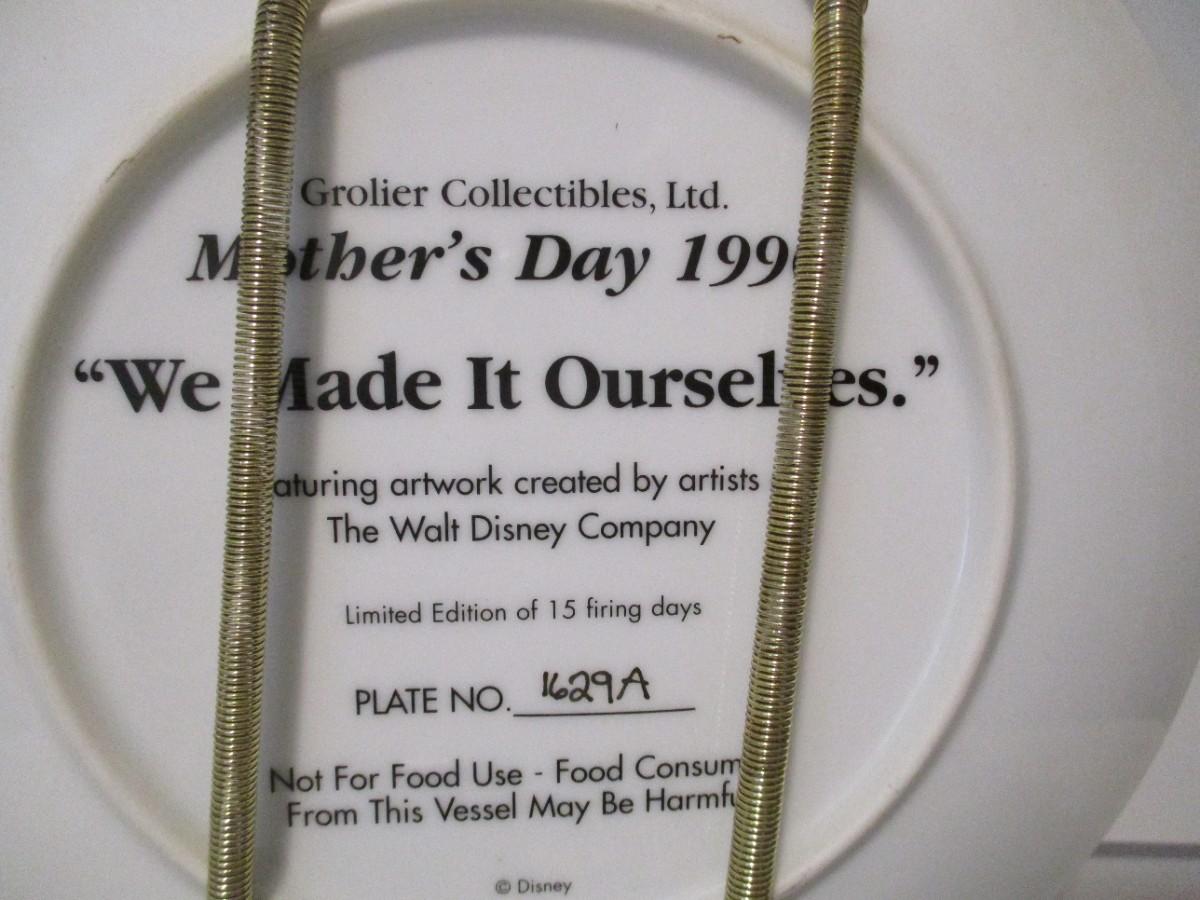 Grolier Collectibles, Ltd.
Mother's Day 199
“We Made It Ourselves.”
aturing artwork created by artists
The Walt Disney Company
Limited Edition of 15 firing days
PLATE NO. 1629A
Not For Food Use - Food Consum
From This Vessel May Be Harmfu
© Disney